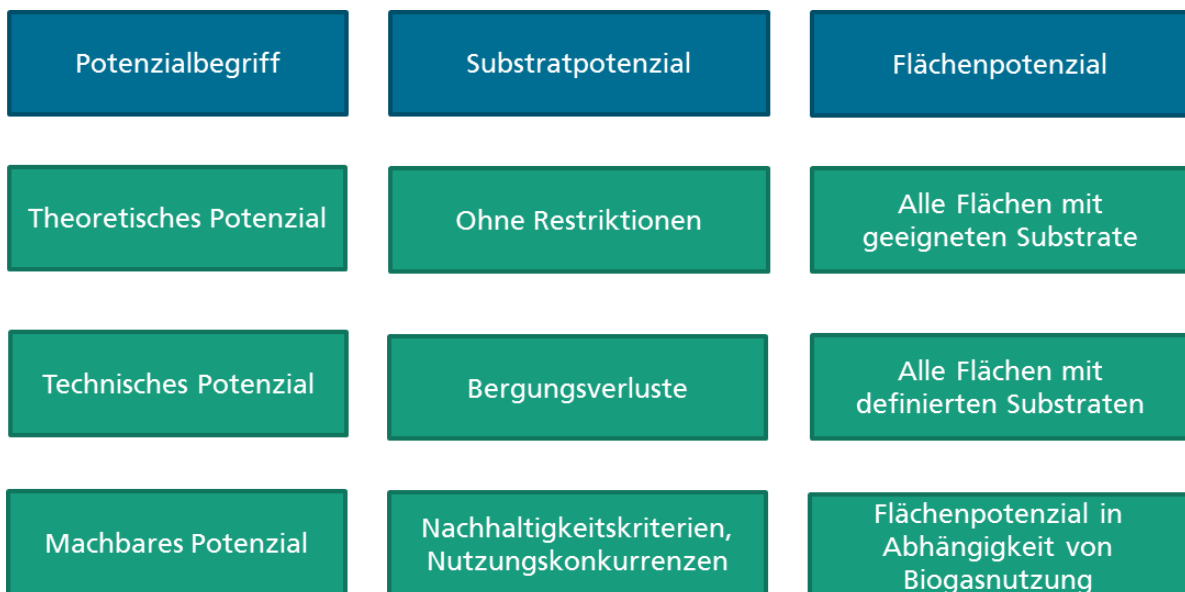 Potenzialbegriff
Substratpotenzial
Flächenpotenzial
Theoretisches Potenzial
Ohne Restriktionen
Alle Flächen mit
geeigneten Substrate
Technisches Potenzial
Bergungsverluste
Alle Flächen mit
definierten Substraten
Machbares Potenzial
Nachhaltigkeitskriterien,
Nutzungskonkurrenzen
Flächenpotenzial in
Abhängigkeit von
Biogasnutzung